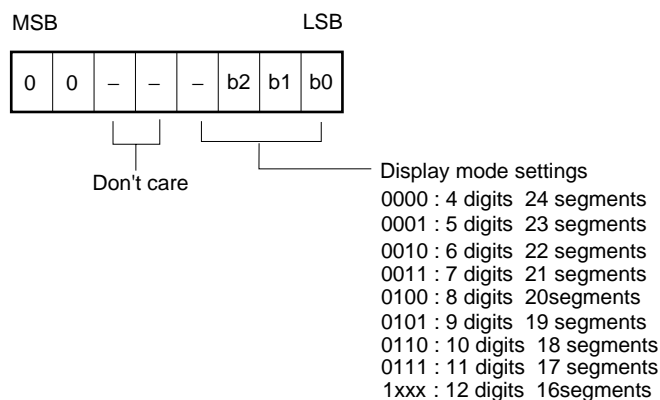 MSB LSB
0 0 – – – b2 b1 b0
Don't care
Display mode settings
0000 : 4 digits 24 segments
0001 : 5 digits 23 segments
0010 : 6 digits 22 segments
0011 : 7 digits 21 segments
0100 : 8 digits 20segments
0101 : 9 digits 19 segments
0110 : 10 digits 18 segments
0111 : 11 digits 17 segments
1xxx : 12 digits 16segments